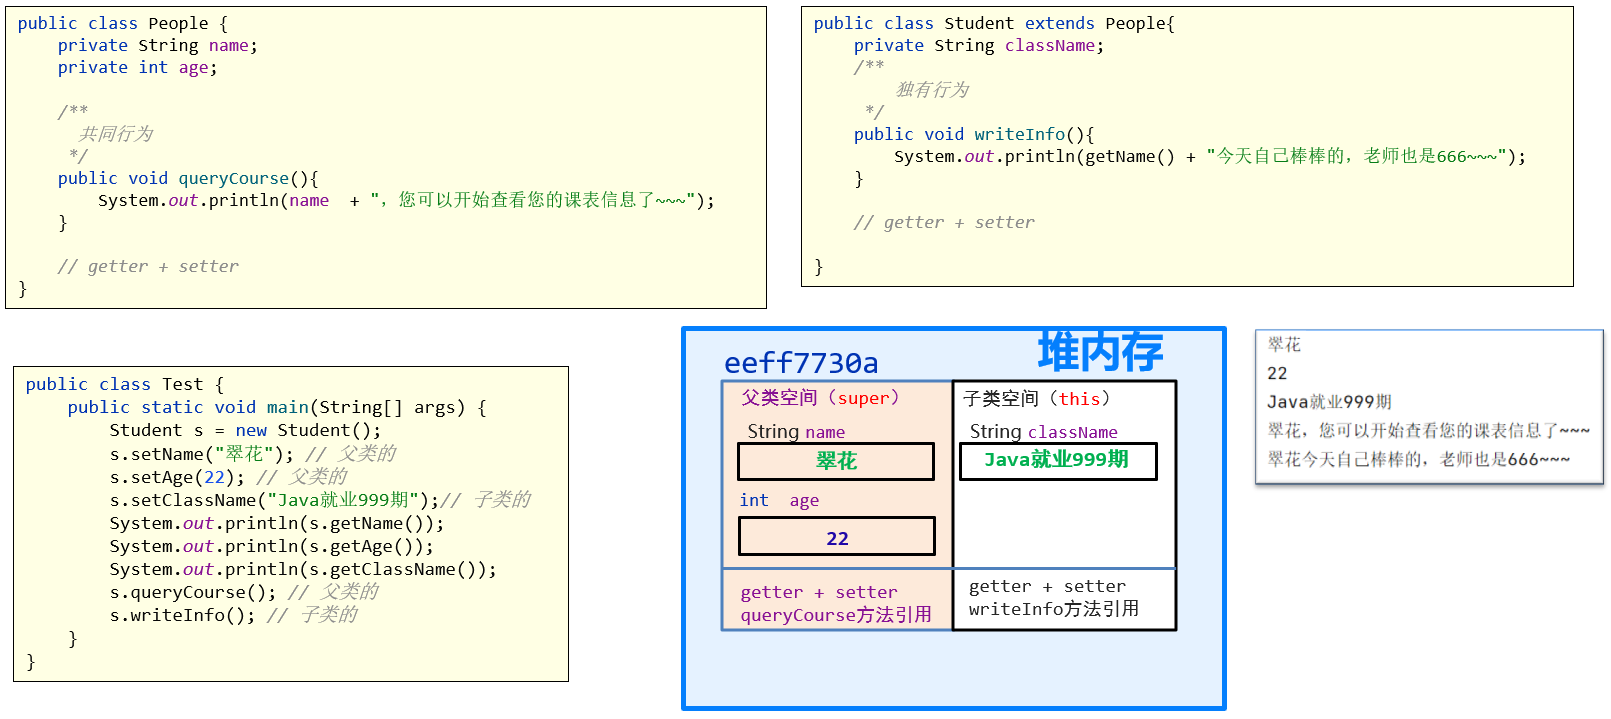 public class People {
    private String name;
    private int age;

    /**
      共同行为
     */
    public void queryCourse(){
        System.out.println(name  + "，您可以开始查看您的课表信息了~~~");
    }

    // getter + setter
}
public class Student extends People{
    private String className;
    /**
        独有行为
     */
    public void writeInfo(){
        System.out.println(getName() + "今天自己棒棒的，老师也是666~~~");
    }

    // getter + setter

}
public class Test {
    public static void main(String[] args) {
        Student s = new Student();
        s.setName("翠花"); // 父类的
        s.setAge(22); // 父类的
        s.setClassName("Java就业999期");// 子类的
        System.out.println(s.getName());
        System.out.println(s.getAge());
        System.out.println(s.getClassName());
        s.queryCourse(); // 父类的
        s.writeInfo(); // 子类的
    }
}
堆内存
eeff7730a
父类空间（super）
String name
翠花
int age
22
getter + setter
queryCourse方法引用
子类空间（this）
String className
Java就业999期
getter + setter
writeInfo方法引用
翠花
22
Java就业999期
翠花，您可以开始查看您的课表信息了~~~
翠花今天自己棒棒的，老师也是666~~~